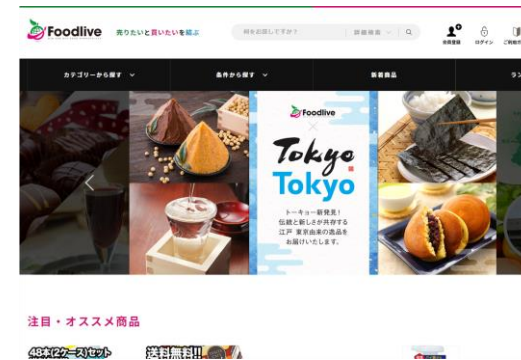 Foodlive 売りたいと買いたいを結ぶ
何をお探しですか?
詳細検索
会員登録
ログイン
カテゴリーから探す
条件から探す
新着商品
Foodlive
×
Tokyo
Tokyo
トーキョー新発見!
伝統と新しさが共存する
江戸 東京由来の逸品を
お届けいたします。
注目・オススメ商品
48本(2ケース)セット
送料無料!!